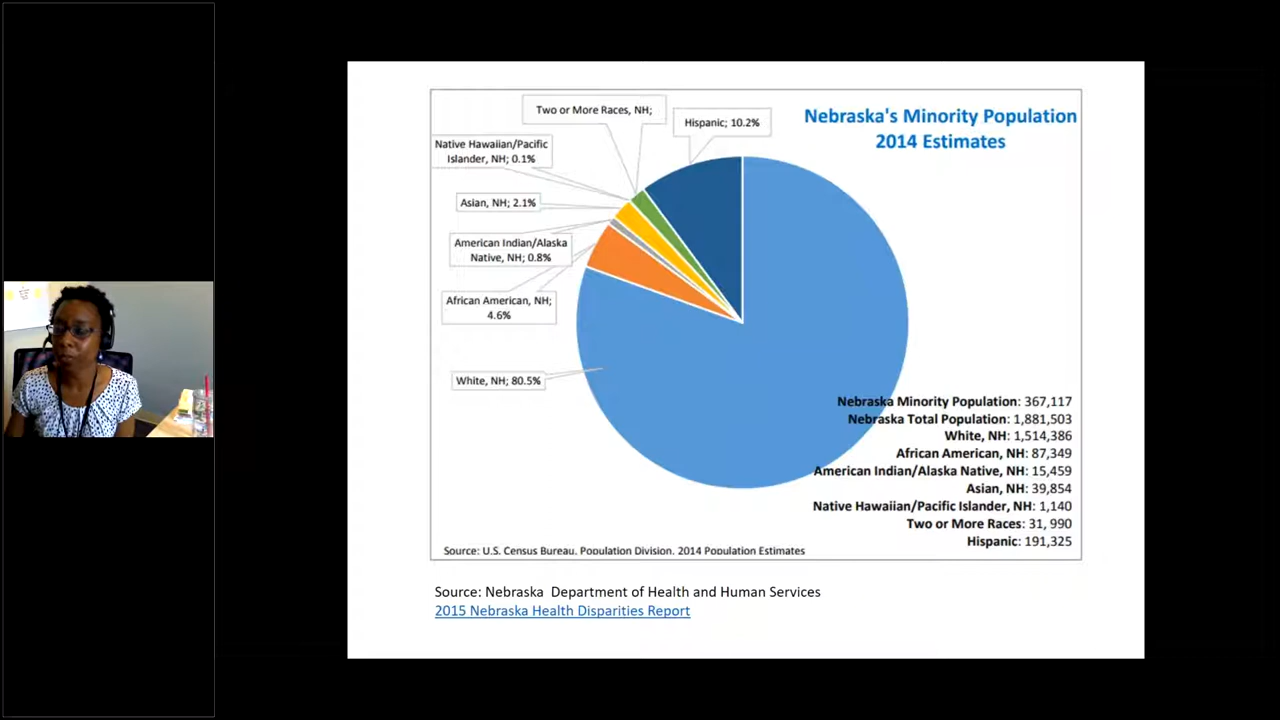 Nebraska's Minority Population
2014 Estimates
Two or More Races, NH;
Hispanic; 10.2%
Native Hawaiian/Pacific
Islander, NH; 0.1%
Asian, NH; 2.1%
American Indian/Alaska
Native, NH; 0.8%
African American, NH;
4.6%
White, NH; 80.5%
Nebraska Minority Population: 367,117
Nebraska Total Population: 1,881,503
White, NH: 1,514,386
African American, NH: 87,349
American Indian/Alaska Native, NH: 15,459
Asian, NH: 39,854
Native Hawaiian/Pacific Islander, NH: 1,140
Two or More Races: 31, 990
Hispanic: 191,325
Source: U.S. Census Bureau. Population Division. 2014 Population Estimates
Source: Nebraska Department of Health and Human Services
2015 Nebraska Health Disparities Report